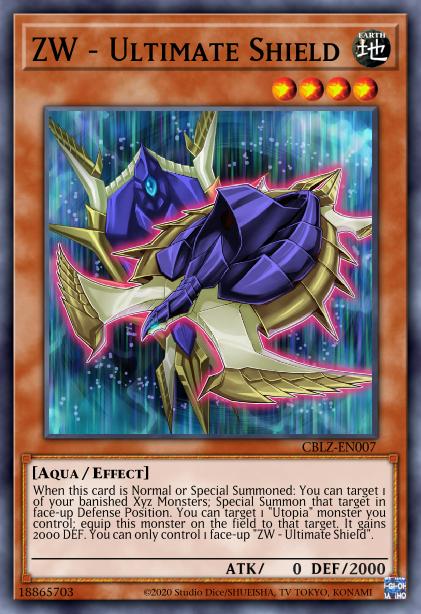 ZW - Ultimate Shield
EARTH
地
CBLZ-EN007
[Aqua / Effect]
When this card is Normal or Special Summoned: You can target 1
of your banished Xyz Monsters; Special Summon that target in
face-up Defense Position. You can target 1 "Utopia" monster you
control; equip this monster on the field to that target. It gains
2000 DEF. You can only control 1 face-up "ZW - Ultimate Shield".
ATK/ 0 DEF/2000
18865703
©2020 Studio Dice/SHUEISHA, TV TOKYO, KONAMI